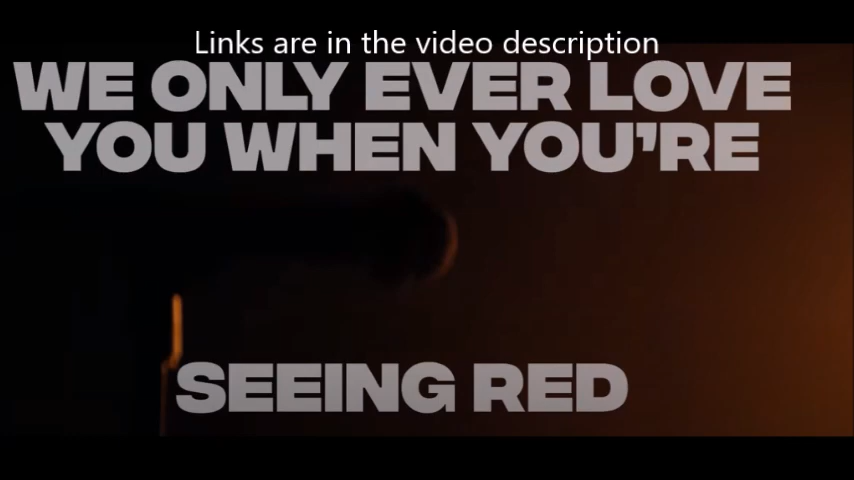 Links are in the video description
WE ONLY EVER LOVE
YOU WHEN YOU'RE
SEEING RED